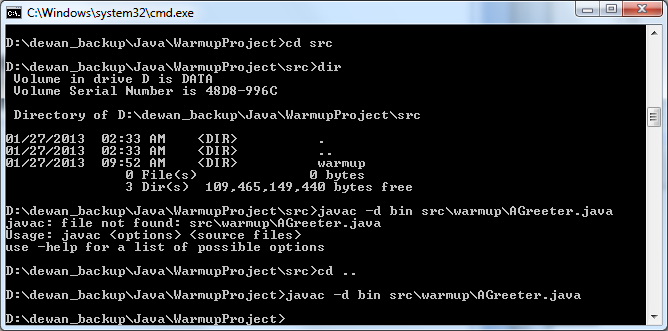 C:\Windows\system32\cmd.exe
D:\dewan_backup\Java\WarmupProject>cd src
D:\dewan_backup\Java\WarmupProject\src>dir
Volume in drive D is DATA
Volume Serial Number is 48D8-996C
Directory of D:\dewan_backup\Java\WarmupProject\src
01/27/2013  02:33 AM    <DIR>          .
01/27/2013  02:33 AM    <DIR>          ..
01/27/2013  09:52 AM    <DIR>          warmup
0 File(s)              0 bytes
3 Dir(s)  109,465,149,440 bytes free
D:\dewan_backup\Java\WarmupProject\src>javac -d bin src\warmup\AGreeter.java
javac: file not found: src\warmup\AGreeter.java
Usage: javac <options> <source files>
use -help for a list of possible options
D:\dewan_backup\Java\WarmupProject\src>cd ..
D:\dewan_backup\Java\WarmupProject>javac -d bin src\warmup\AGreeter.java
D:\dewan_backup\Java\WarmupProject>